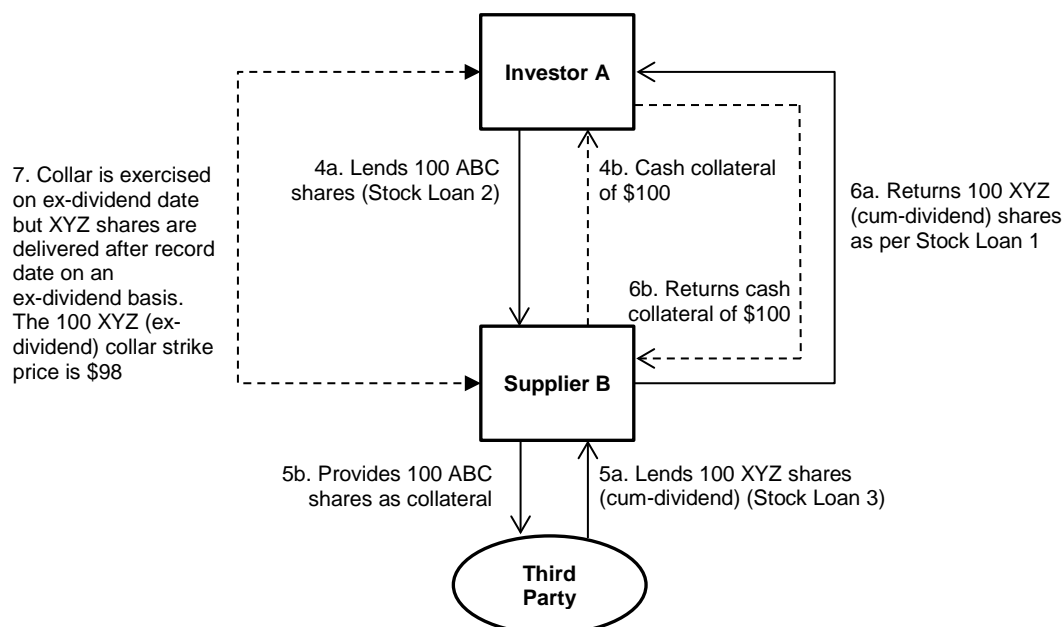 Investor A
7. Collar is exercised
on ex-dividend date
but XYZ shares are
delivered after record
date on an
ex-dividend basis.
The 100 XYZ (ex-
dividend) collar strike
price is $98
4a. Lends 100 ABC
shares (Stock Loan 2)
4b. Cash collateral
of $100
6a. Returns 100 XYZ
(cum-dividend) shares
as per Stock Loan 1
6b. Returns cash
collateral of $100
Supplier B
5b. Provides 100 ABC
shares as collateral
5a. Lends 100 XYZ shares
(cum-dividend) (Stock Loan 3)
Third
Party